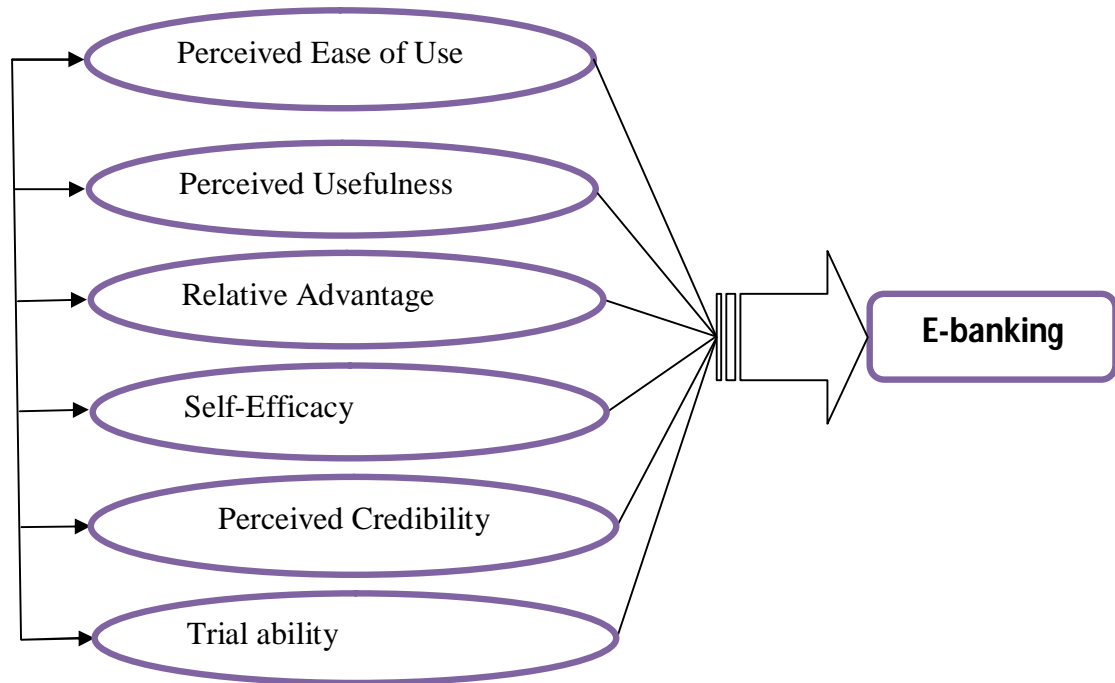 Perceived Ease of Use
Perceived Usefulness
Relative Advantage
E-banking
Self-Efficacy
Perceived Credibility
Trial ability